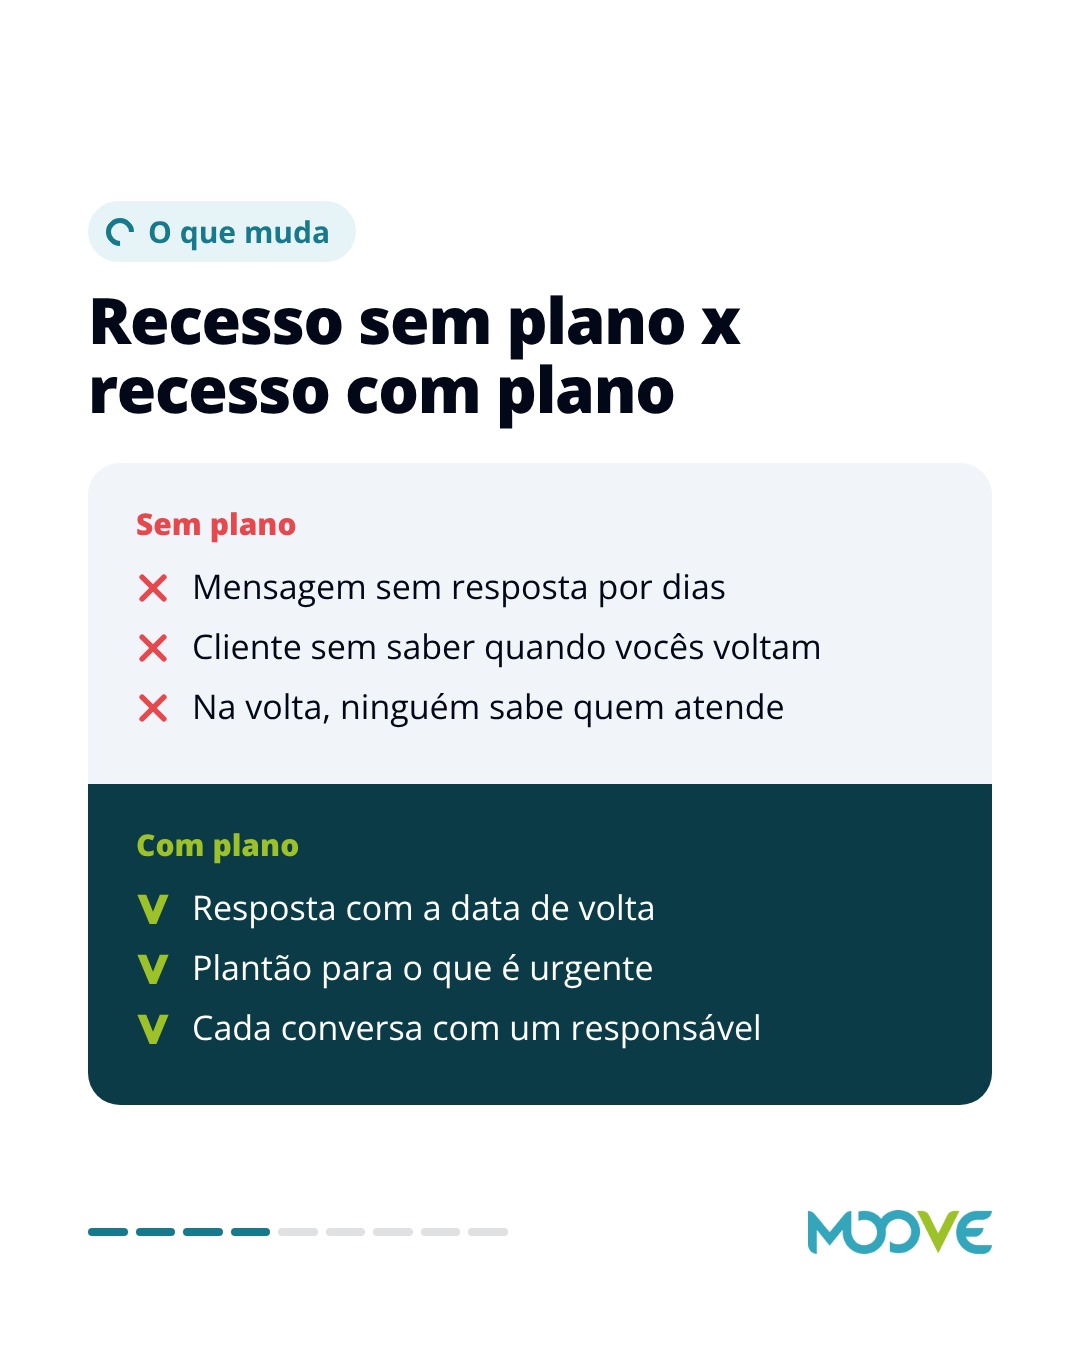 O que muda
Recesso sem plano x
recesso com plano
Sem plano
Mensagem sem resposta por dias
Cliente sem saber quando vocês voltam
Na volta, ninguém sabe quem atende
Com plano
Resposta com a data de volta
Plantão para o que é urgente
Cada conversa com um responsável
MOOVE